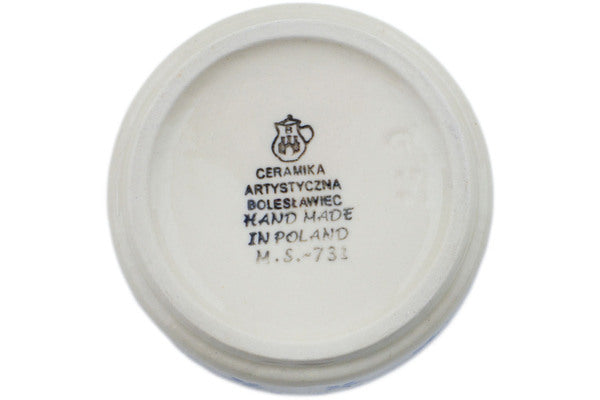 B
CERAMIKA
ARTYSTYCZNA
BOLESŁAWIEC
HAND MADE
IN POLAND
M.S.-731